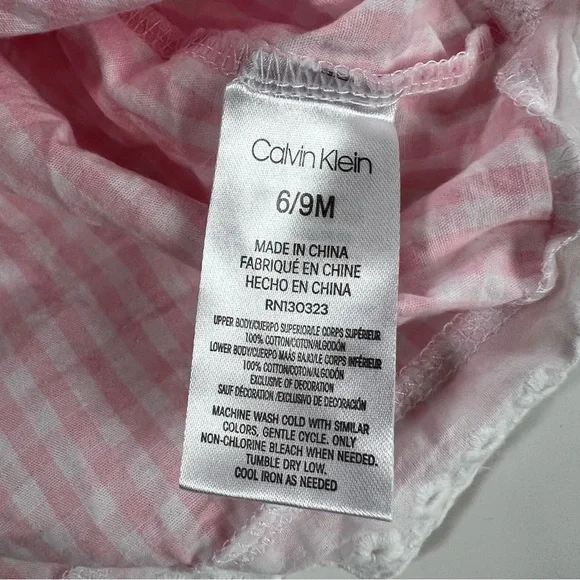 Calvin Klein
6/9M
MADE IN CHINA
FABRIQUÉ EN CHINE
HECHO EN CHINA
RN130323
UPPER BODY/CUERPO SUPERIOR/LE CORPS SUPÉRIEUR
100% COTTON/COTON/ALGODÓN
LOWER BODY/CUERPO MAÁS BAJO/LE CORPS INFÉRIEUR
100% COTTON/COTON/ALGODÓN
EXCLUSIVE OF DECORATION
SAUF DÉCORATION/EXCLUSIVO DE DECORACIÓN
MACHINE WASH COLD WITH SIMILAR
COLORS, GENTLE CYCLE. ONLY
NON-CHLORINE BLEACH WHEN NEEDED.
TUMBLE DRY LOW.
COOL IRON AS NEEDED